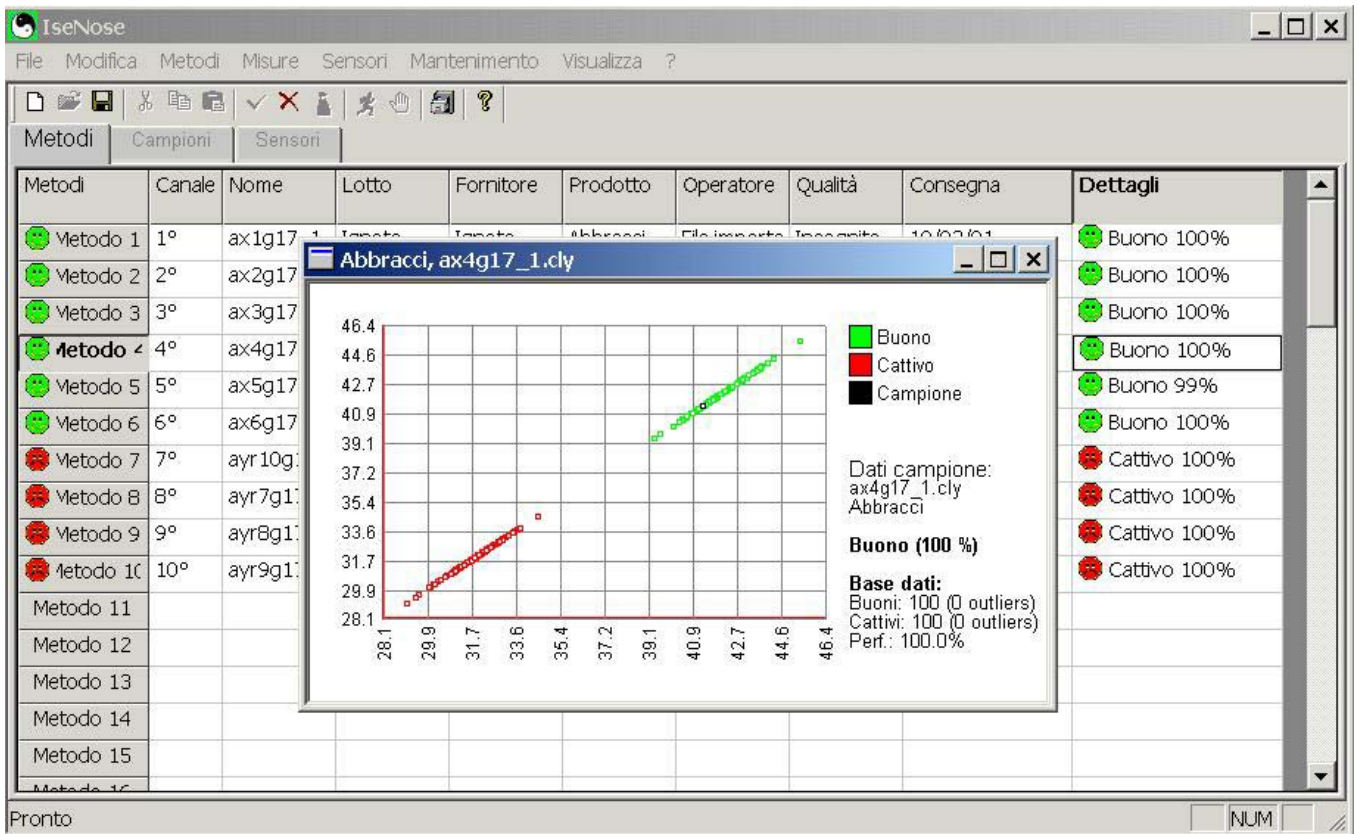 IseNose
File Modifica Metodi Misure Sensori Mantenimento Visualizza ?
Metodi Campioni Sensori
Metodi Canale Nome Lotto Fornitore Prodotto Operatore Qualità Consegna Dettagli
Metodo 1 1° ax1g17_1 Buono 100%
Metodo 2 2° ax2g17 Buono 100%
Metodo 3 3° ax3g17 Buono 100%
Metodo 4 4° ax4g17 Buono 100%
Metodo 5 5° ax5g17 Buono 99%
Metodo 6 6° ax6g17 Buono 100%
Metodo 7 7° ayr10g Cattivo 100%
Metodo 8 8° ayr7g1 Cattivo 100%
Metodo 9 9° ayr8g1 Cattivo 100%
10° ayr9g1 Cattivo 100%
Metodo 11
Metodo 12
Metodo 13
Metodo 14
Metodo 15
Abbracci, ax4g17_1.cly
46.4
44.6
42.7
40.9
39.1
37.2
35.4
33.6
31.7
29.9
28.1
28.1 29.9 31.7 33.6 35.4 37.2 39.1 40.9 42.7 44.6 46.4
Buono
Cattivo
Campione
Dati campione:
ax4g17_1.cly
Abbracci
Buono (100 %)
Base dati:
Buoni: 100 (0 outliers)
Cattivi: 100 (0 outliers)
Perf.: 100.0%
Pronto NUM